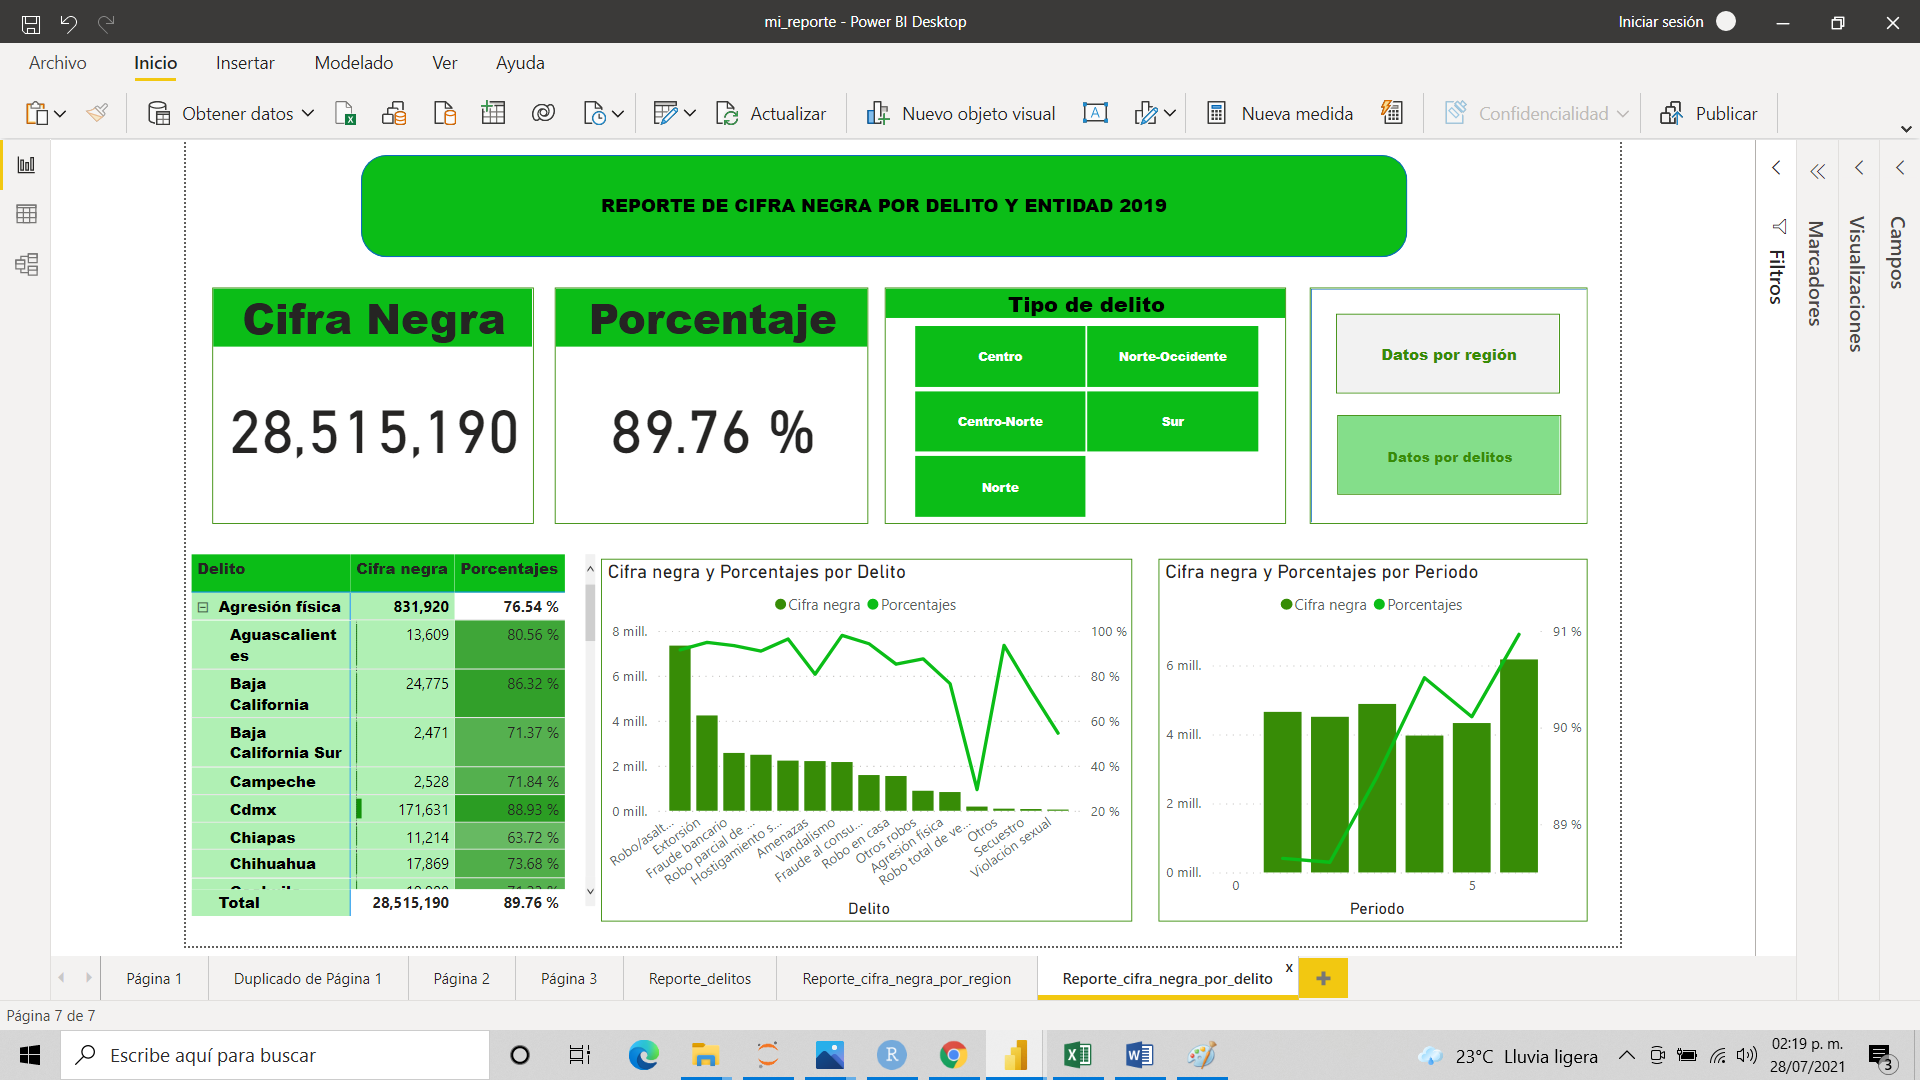 mi_reporte - Power BI Desktop
Iniciar sesión
Archivo
Inicio
Insertar
Modelado
Ver
Ayuda
Obtener datos
Actualizar
Nuevo objeto visual
Nueva medida
Confidencialidad
Publicar
REPORTE DE CIFRA NEGRA POR DELITO Y ENTIDAD 2019
Cifra Negra
28,515,190
Porcentaje
89.76 %
Tipo de delito
Centro
Norte-Occidente
Centro-Norte
Sur
Norte
Datos por región
Datos por delitos
Filtros
Marcadores
Visualizaciones
Campos
Delito Cifra negra Porcentajes
Agresión física 831,920 76.54 %
Aguascalient
es 13,609 80.56 %
Baja
California 24,775 86.32 %
Baja
California Sur 2,471 71.37 %
Campeche 2,528 71.84 %
Cdmx 171,631 88.93 %
Chiapas 11,214 63.72 %
Chihuahua 17,869 73.68 %
Total 28,515,190 89.76 %
Cifra negra y Porcentajes por Delito
Cifra negra Porcentajes
8 mill.
6 mill.
4 mill.
2 mill.
0 mill.
100 %
80 %
60 %
40 %
20 %
Robo/asalt...
Extorsión
Fraude bancario
Robo parcial de ...
Hostigamiento s...
Amenazas
Vandalismo
Fraude al consu...
Robo en casa
Otros robos
Agresión física
Robo total de ve...
Otros
Secuestro
Violación sexual
Delito
Cifra negra y Porcentajes por Periodo
Cifra negra Porcentajes
6 mill.
4 mill.
2 mill.
0 mill.
91 %
90 %
89 %
0
5
Periodo
Página 1
Duplicado de Página 1
Página 2
Página 3
Reporte_delitos
Reporte_cifra_negra_por_region
Reporte_cifra_negra_por_delito
x
Página 7 de 7
Escribe aquí para buscar
23°C Lluvia ligera
02:19 p. m.
28/07/2021
3